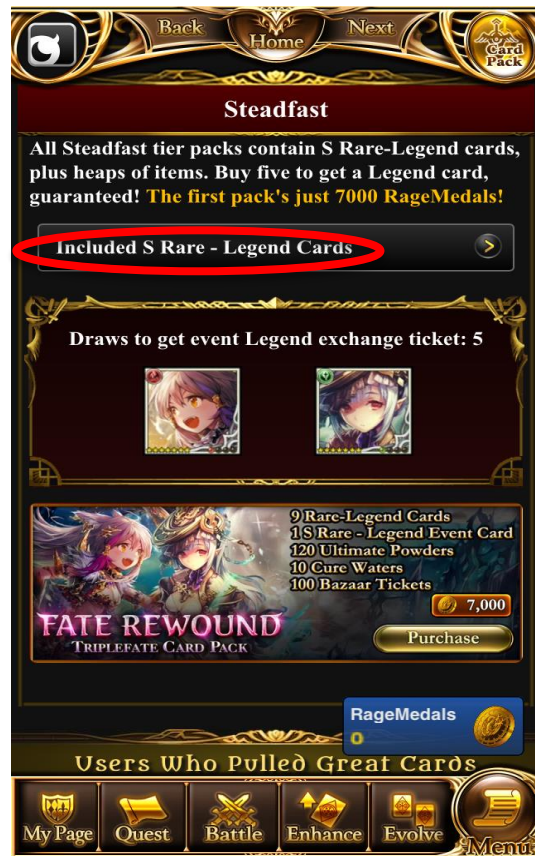 Back
Home
Next
Card
Pack
Steadfast
All Steadfast tier packs contain S Rare-Legend cards,
plus heaps of items. Buy five to get a Legend card,
guaranteed! The first pack's just 7000 RageMedals!
Included S Rare - Legend Cards
Draws to get event Legend exchange ticket: 5
9 Rare-Legend Cards
1 S Rare - Legend Event Card
120 Ultimate Powders
10 Cure Waters
100 Bazaar Tickets
7,000
FATE REWOUND
TRIPLEFATE CARD PACK
Purchase
RageMedals
0
Users Who Pulled Great Cards
My Page
Quest
Battle
Enhance
Evolve
Menu